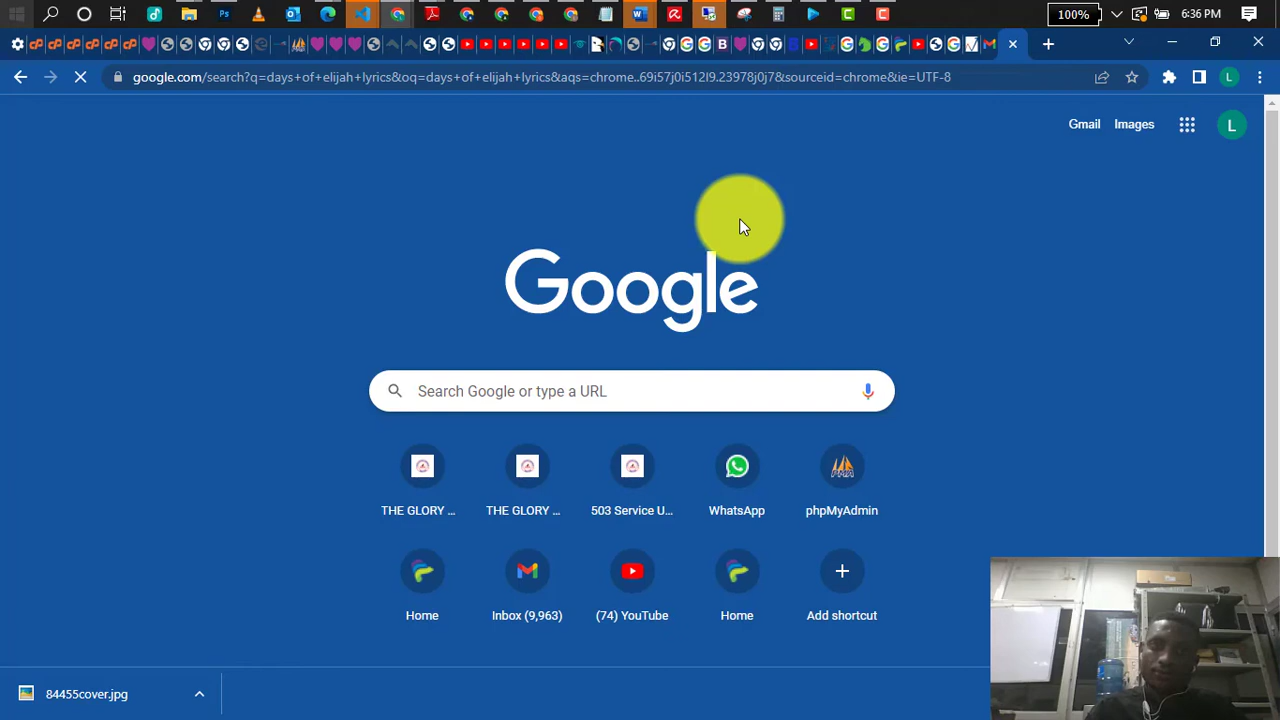 100%
6:36 PM
google.com/search?q=days+of+elijah+lyrics&oq=days+of+elijah+lyrics&aqs=chrome..69i57j0i512l9.23978j0j7&sourceid=chrome&ie=UTF-8
L
Gmail Images
L
Google
Search Google or type a URL
THE GLORY ... THE GLORY ... 503 Service U... WhatsApp phpMyAdmin
Home Inbox (9,963) (74) YouTube Home Add shortcut
84455cover.jpg